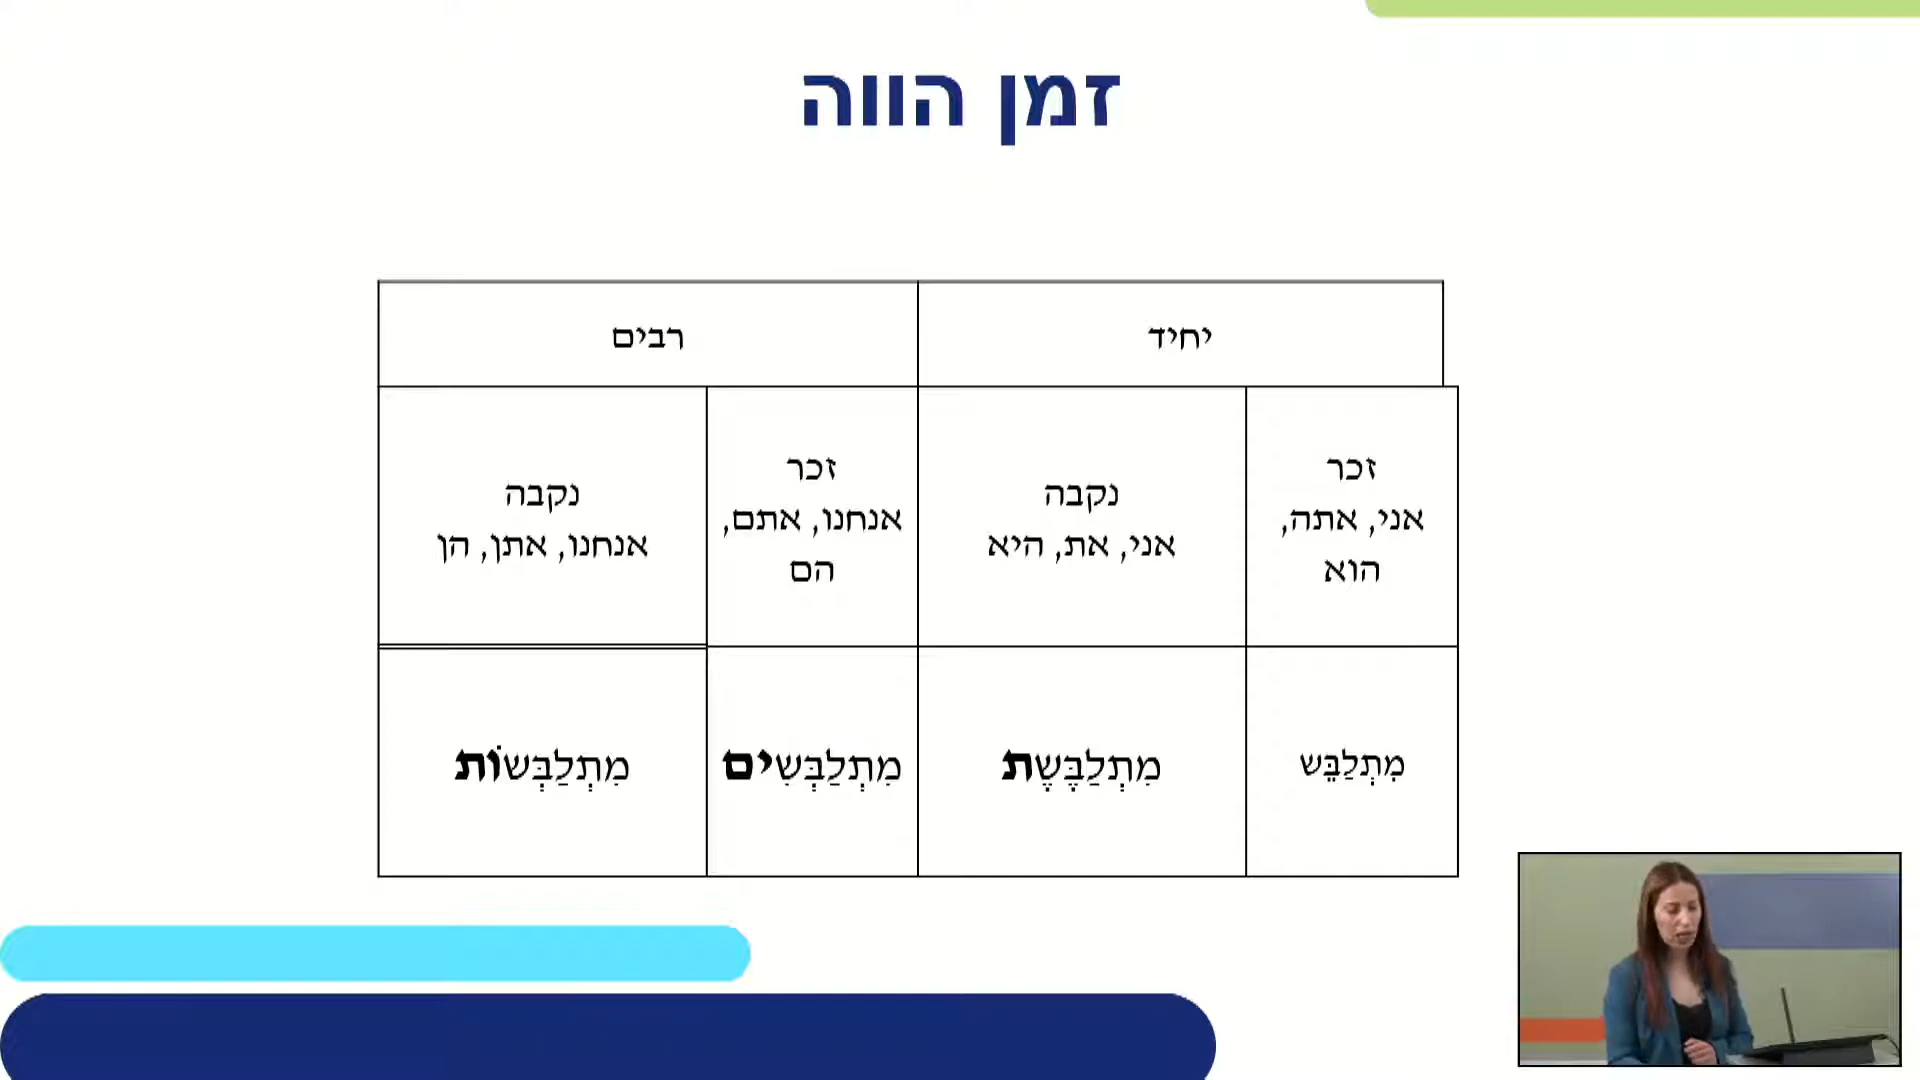 זמן הווה
יחיד
רבים
זכר
אני, אתה,
הוא
נקבה
אני, את, היא
זכר
אנחנו, אתם,
הם
נקבה
אנחנו, אתן, הן
מִתְלַבֵּש
מִתְלַבֶּשֶת
מִתְלַבְּשִים
מִתְלַבְּשוֹת